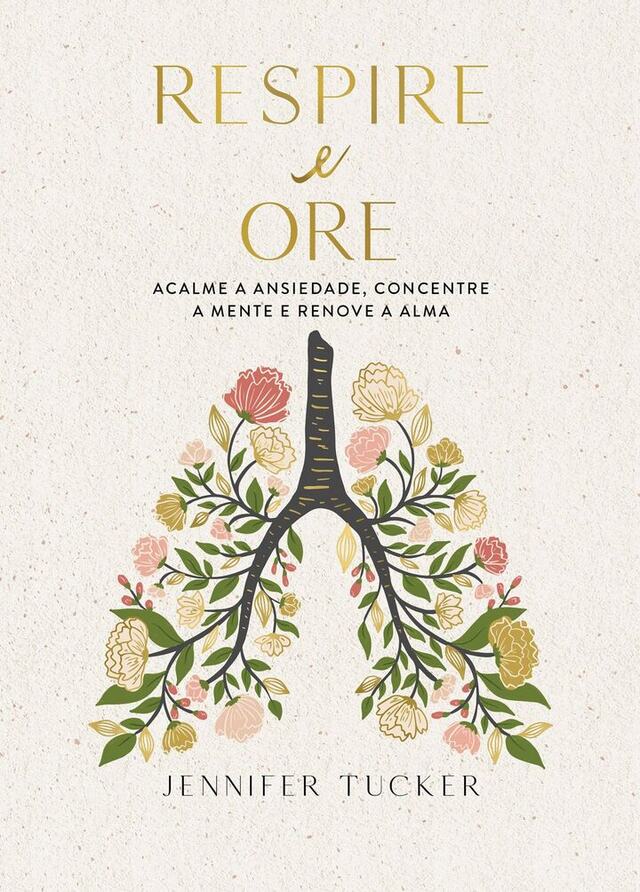 RESPIRE
e
ORE
ACALME A ANSIEDADE, CONCENTRE
A MENTE E RENOVE A ALMA
JENNIFER TUCKER